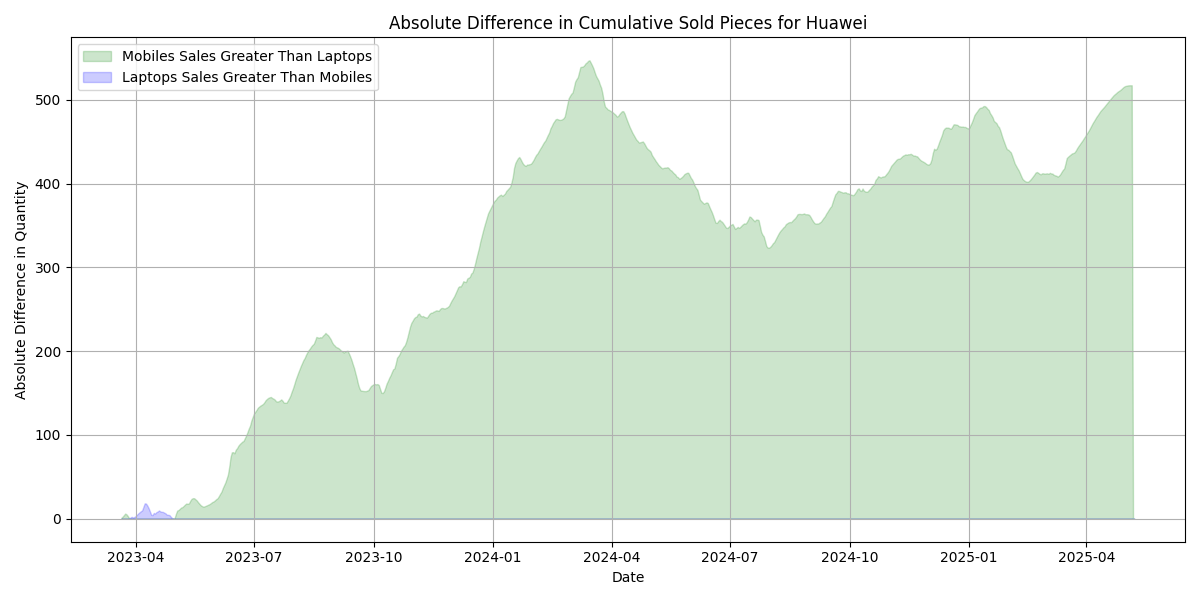 Absolute Difference in Cumulative Sold Pieces for Huawei
Mobiles Sales Greater Than Laptops
Laptops Sales Greater Than Mobiles
Absolute Difference in Quantity
500
400
300
200
100
0
2023-04 2023-07 2023-10 2024-01 2024-04 2024-07 2024-10 2025-01 2025-04
Date